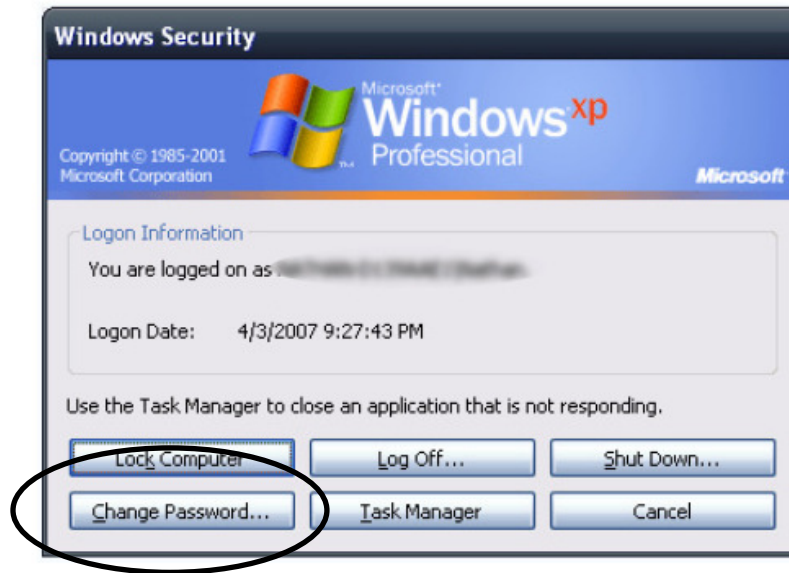 Windows Security
Microsoft
Windows xp
Professional
Copyright © 1985-2001
Microsoft Corporation
Microsoft
Logon Information
You are logged on as
Logon Date: 4/3/2007 9:27:43 PM
Use the Task Manager to close an application that is not responding.
Lock Computer Log Off... Shut Down...
Change Password... Task Manager Cancel